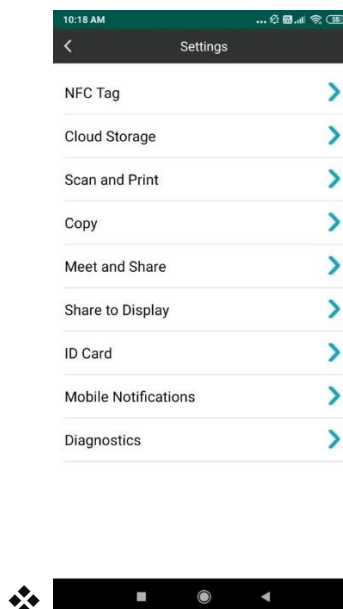 10:18 AM
Settings
NFC Tag
Cloud Storage
Scan and Print
Copy
Meet and Share
Share to Display
ID Card
Mobile Notifications
Diagnostics